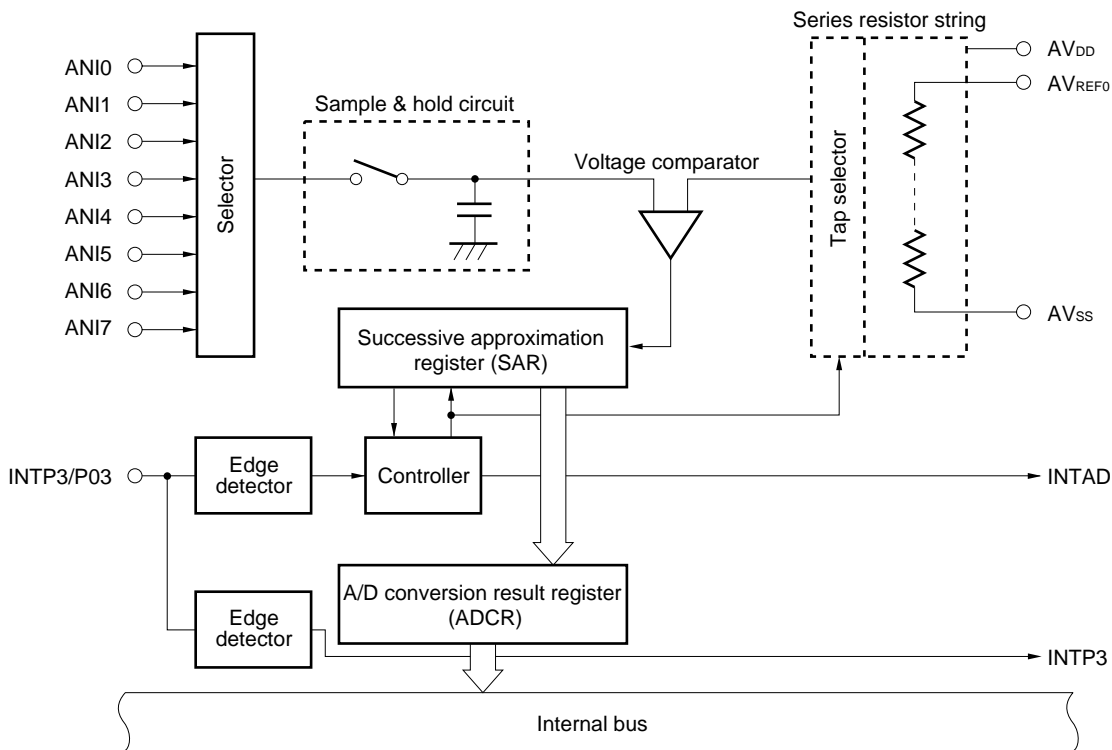 Series resistor string
ANI0
ANI1
ANI2
ANI3
ANI4
ANI5
ANI6
ANI7
Selector
Sample & hold circuit
Voltage comparator
Tap selector
AVDD
AVREF0
AVSS
Successive approximation
register (SAR)
INTP3/P03
Edge
detector
Controller
INTAD
A/D conversion result register
(ADCR)
Edge
detector
INTP3
Internal bus